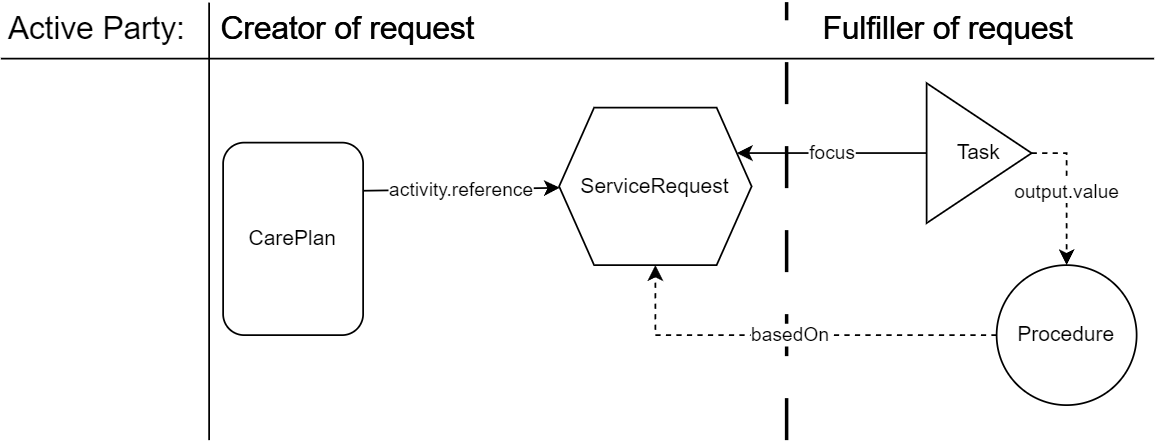 Active Party:
Creator of request
Fulfiller of request
focus
Task
activity.reference
ServiceRequest
output.value
CarePlan
basedOn
Procedure